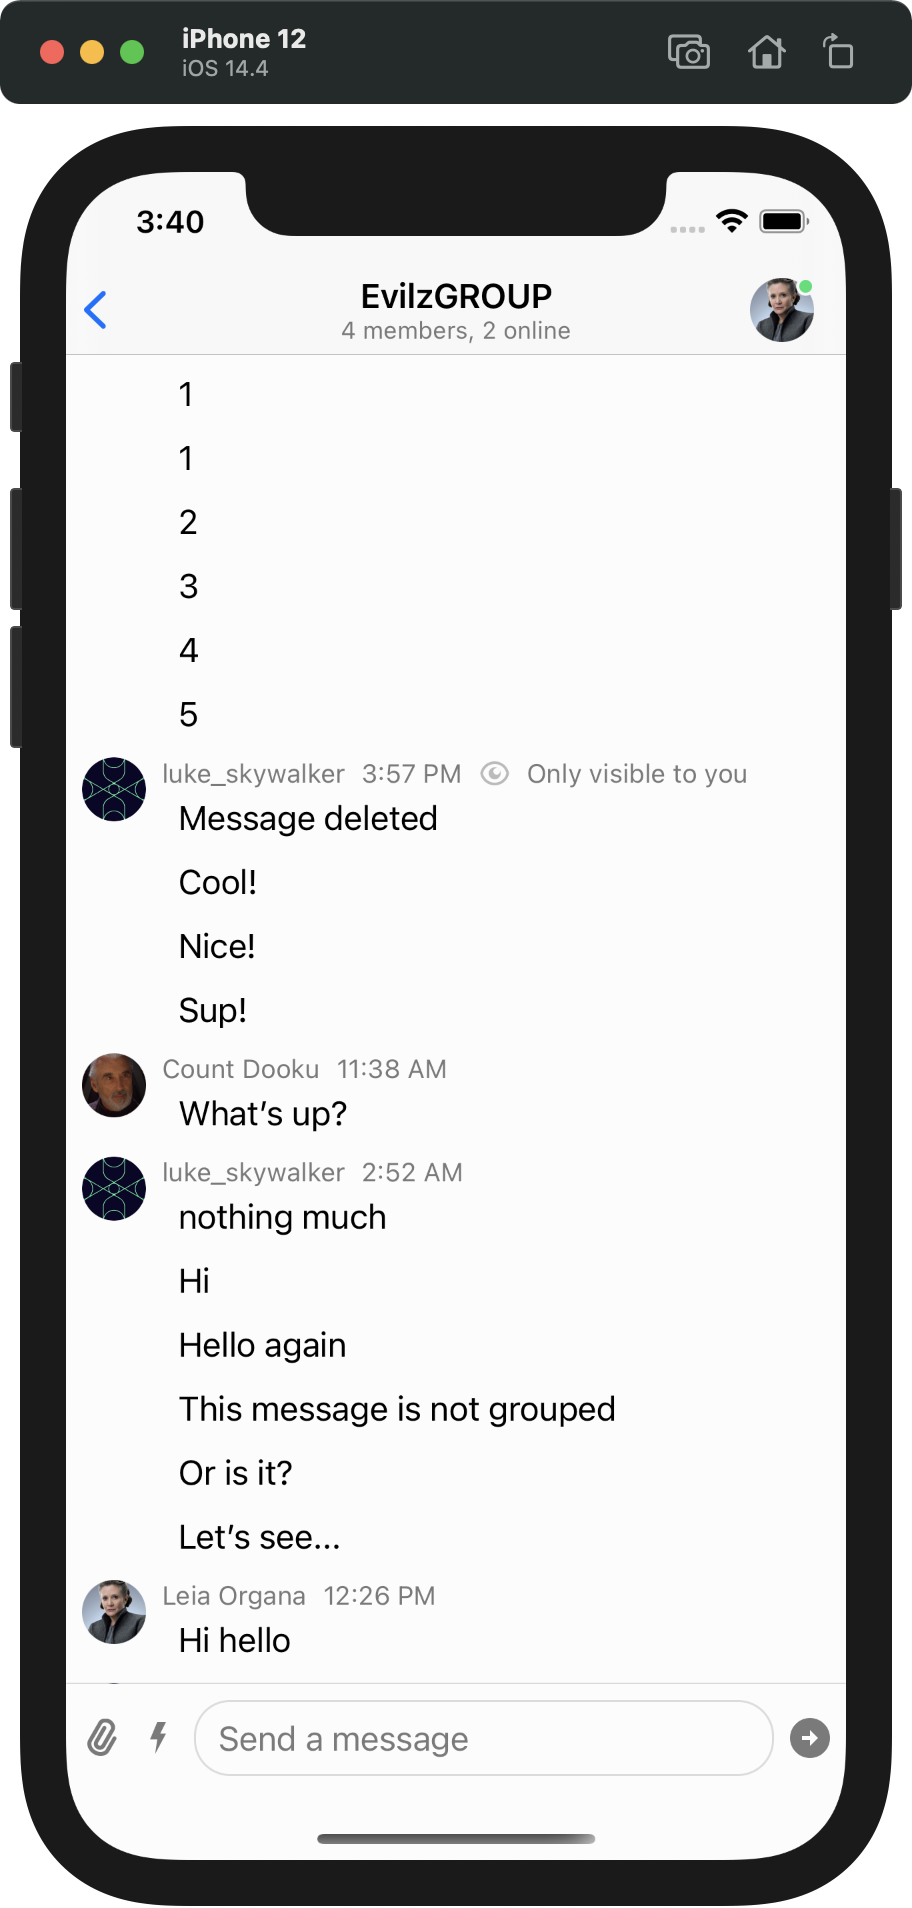 iPhone 12
iOS 14.4
3:40
EvilzGROUP
4 members, 2 online
1
1
2
3
4
5
luke_skywalker 3:57 PM Only visible to you
Message deleted
Cool!
Nice!
Sup!
Count Dooku 11:38 AM
What’s up?
luke_skywalker 2:52 AM
nothing much
Hi
Hello again
This message is not grouped
Or is it?
Let’s see...
Leia Organa 12:26 PM
Hi hello
Send a message